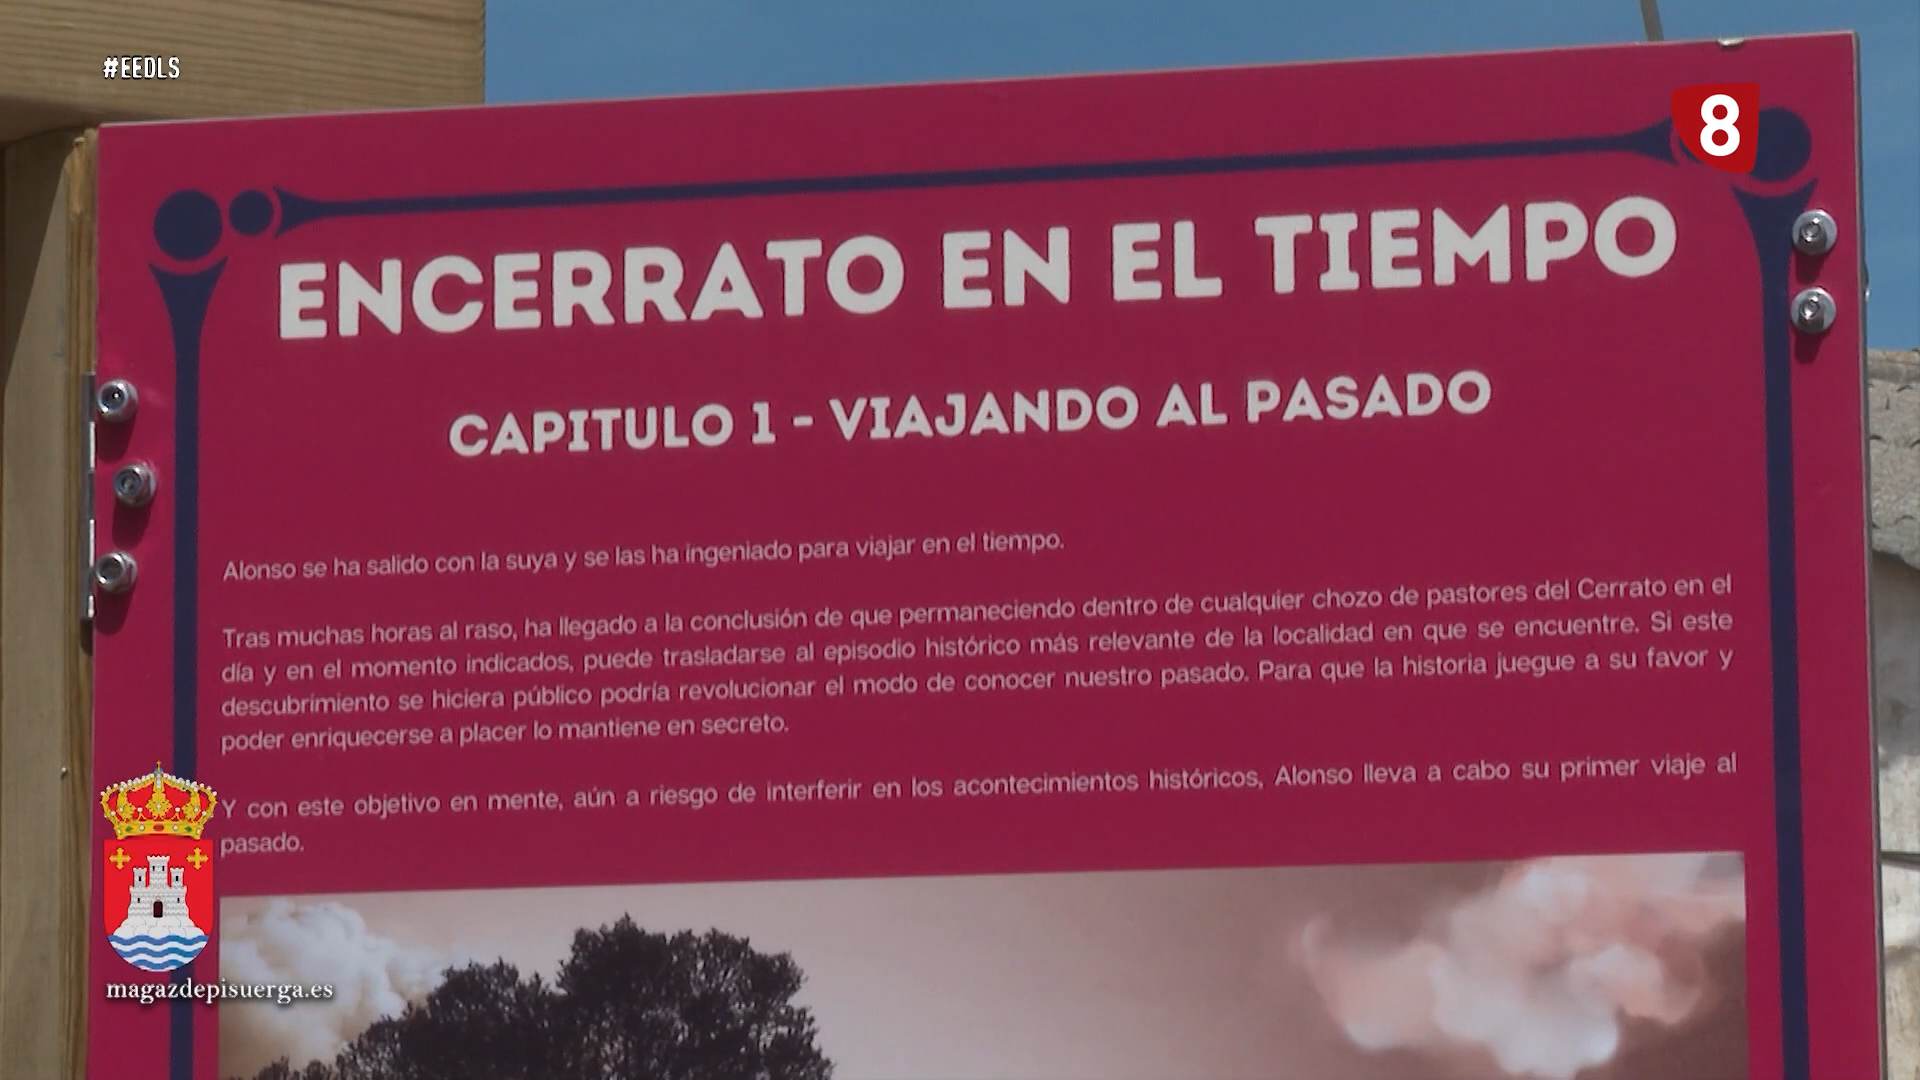 #EEDLS
8
ENCERRATO EN EL TIEMPO
CAPITULO 1 - VIAJANDO AL PASADO
Alonso se ha salido con la suya y se las ha ingeniado para viajar en el tiempo.
Tras muchas horas al raso, ha llegado a la conclusión de que permaneciendo dentro de cualquier chozo de pastores del Cerrato en el
día y en el momento indicados, puede trasladarse al episodio histórico más relevante de la localidad en que se encuentre. Si este
descubrimiento se hiciera público podría revolucionar el modo de conocer nuestro pasado. Para que la historia juegue a su favor y
poder enriquecerse a placer lo mantiene en secreto.
Y con este objetivo en mente, aún a riesgo de interferir en los acontecimientos históricos, Alonso lleva a cabo su primer viaje al
pasado.
magazdepisuerga.es